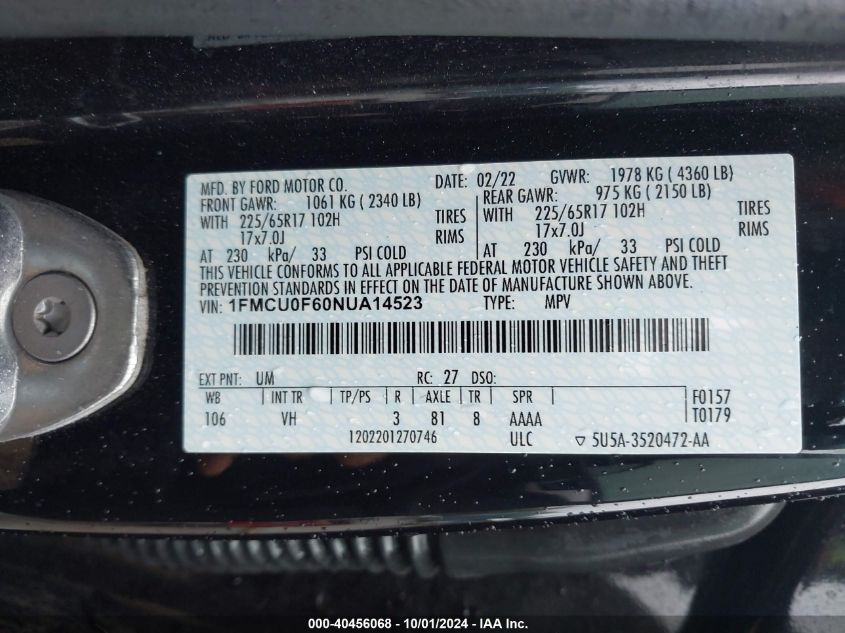 MFD. BY FORD MOTOR CO. DATE: 02/22 GVWR: 1978 KG ( 4360 LB)
FRONT GAWR: 1061 KG ( 2340 LB) REAR GAWR: 975 KG ( 2150 LB)
WITH 225/65R17 102H TIRES WITH 225/65R17 102H TIRES
17x7.0J RIMS 17x7.0J RIMS
AT 230 kPa/ 33 PSI COLD AT 230 kPa/ 33 PSI COLD
THIS VEHICLE CONFORMS TO ALL APPLICABLE FEDERAL MOTOR VEHICLE SAFETY AND THEFT
PREVENTION STANDARDS IN EFFECT ON THE DATE OF MANUFACTURE SHOWN ABOVE.
VIN: 1FMCU0F60NUA14523 TYPE: MPV
EXT PNT: UM RC: 27 DSO:
WB INT TR TP/PS R AXLE TR SPR F0157
106 VH 3 81 8 AAAA T0179
1202201270746 ULC ▽ 5U5A-3520472-AA
000-40456068 - 10/01/2024 - IAA Inc.